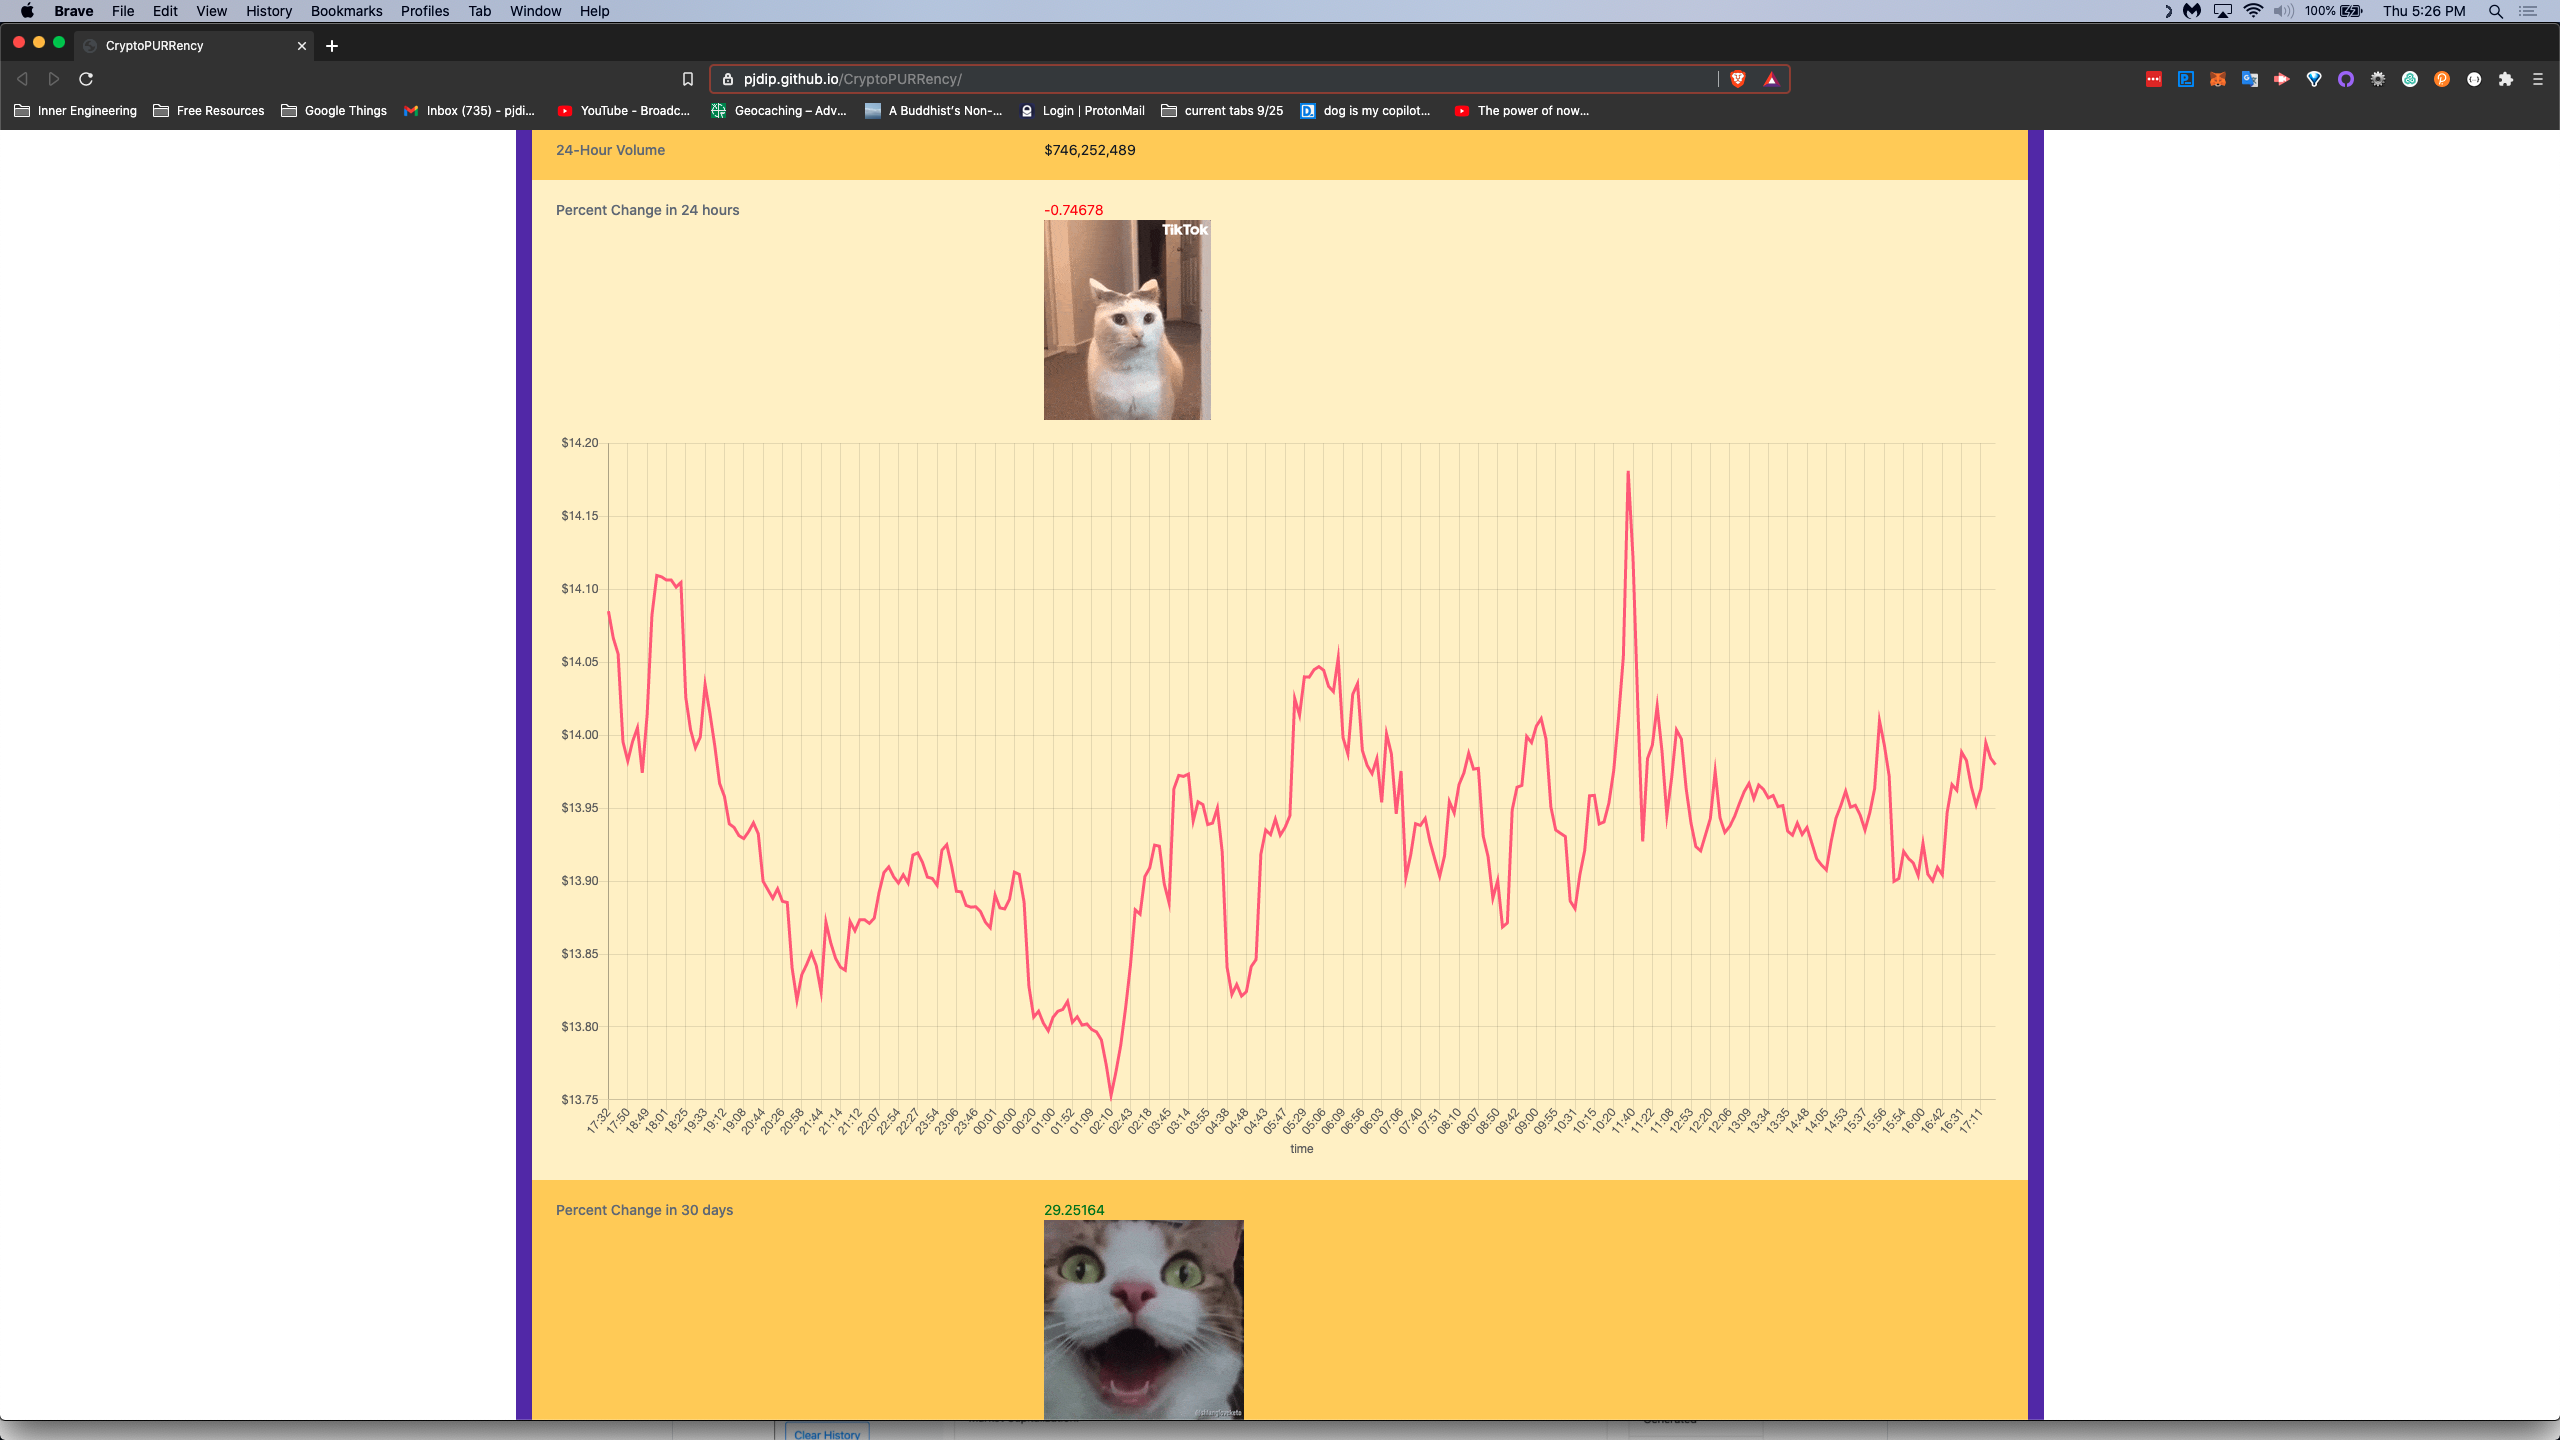 Brave File Edit View History Bookmarks Profiles Tab Window Help 100% Thu 5:26 PM
CryptoPURRency
pjdip.github.io/CryptoPURRency/
Inner Engineering Free Resources Google Things Inbox (735) - pjdi... YouTube - Broadc... Geocaching – Adv... A Buddhist's Non-... Login | ProtonMail current tabs 9/25 dog is my copilot... The power of now...
24-Hour Volume $746,252,489
Percent Change in 24 hours -0.74678
TikTok
$14.20
$14.15
$14.10
$14.05
$14.00
$13.95
$13.90
$13.85
$13.80
$13.75
17:32 17:50 18:49 18:01 18:25 19:33 19:12 19:08 20:44 20:26 20:58 21:44 21:14 21:12 22:07 22:54 22:27 23:54 23:06 23:46 00:01 00:00 00:20 01:00 01:52 01:09 02:10 02:43 02:18 03:45 03:14 03:55 04:38 04:48 04:43 05:47 05:29 05:06 06:09 06:56 06:03 07:06 07:40 07:51 08:10 08:07 08:50 09:42 09:00 09:55 10:31 10:15 10:20 11:40 11:22 11:08 12:53 12:20 12:06 13:09 13:34 13:35 14:48 14:05 14:53 15:37 15:56 15:54 16:00 16:42 16:31 17:11
time
Percent Change in 30 days 29.25164
Clear History